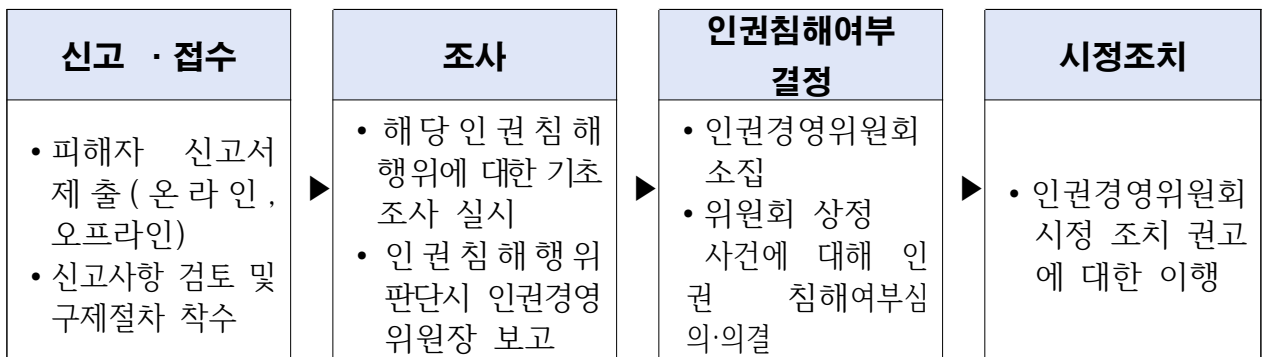 신고 · 접수
• 피해자 신고서
제출(온라인,
오프라인)
• 신고사항 검토 및
구제절차 착수
▶
조사
• 해당 인권침해
행위에 대한 기초
조사 실시
• 인권침해행위
판단시 인권경영
위원장 보고
▶
인권침해여부
결정
• 인권경영위원회
소집
• 위원회 상정
사건에 대해 인
권 침해여부심
의·의결
▶
시정조치
• 인권경영위원회
시정 조치 권고
에 대한 이행